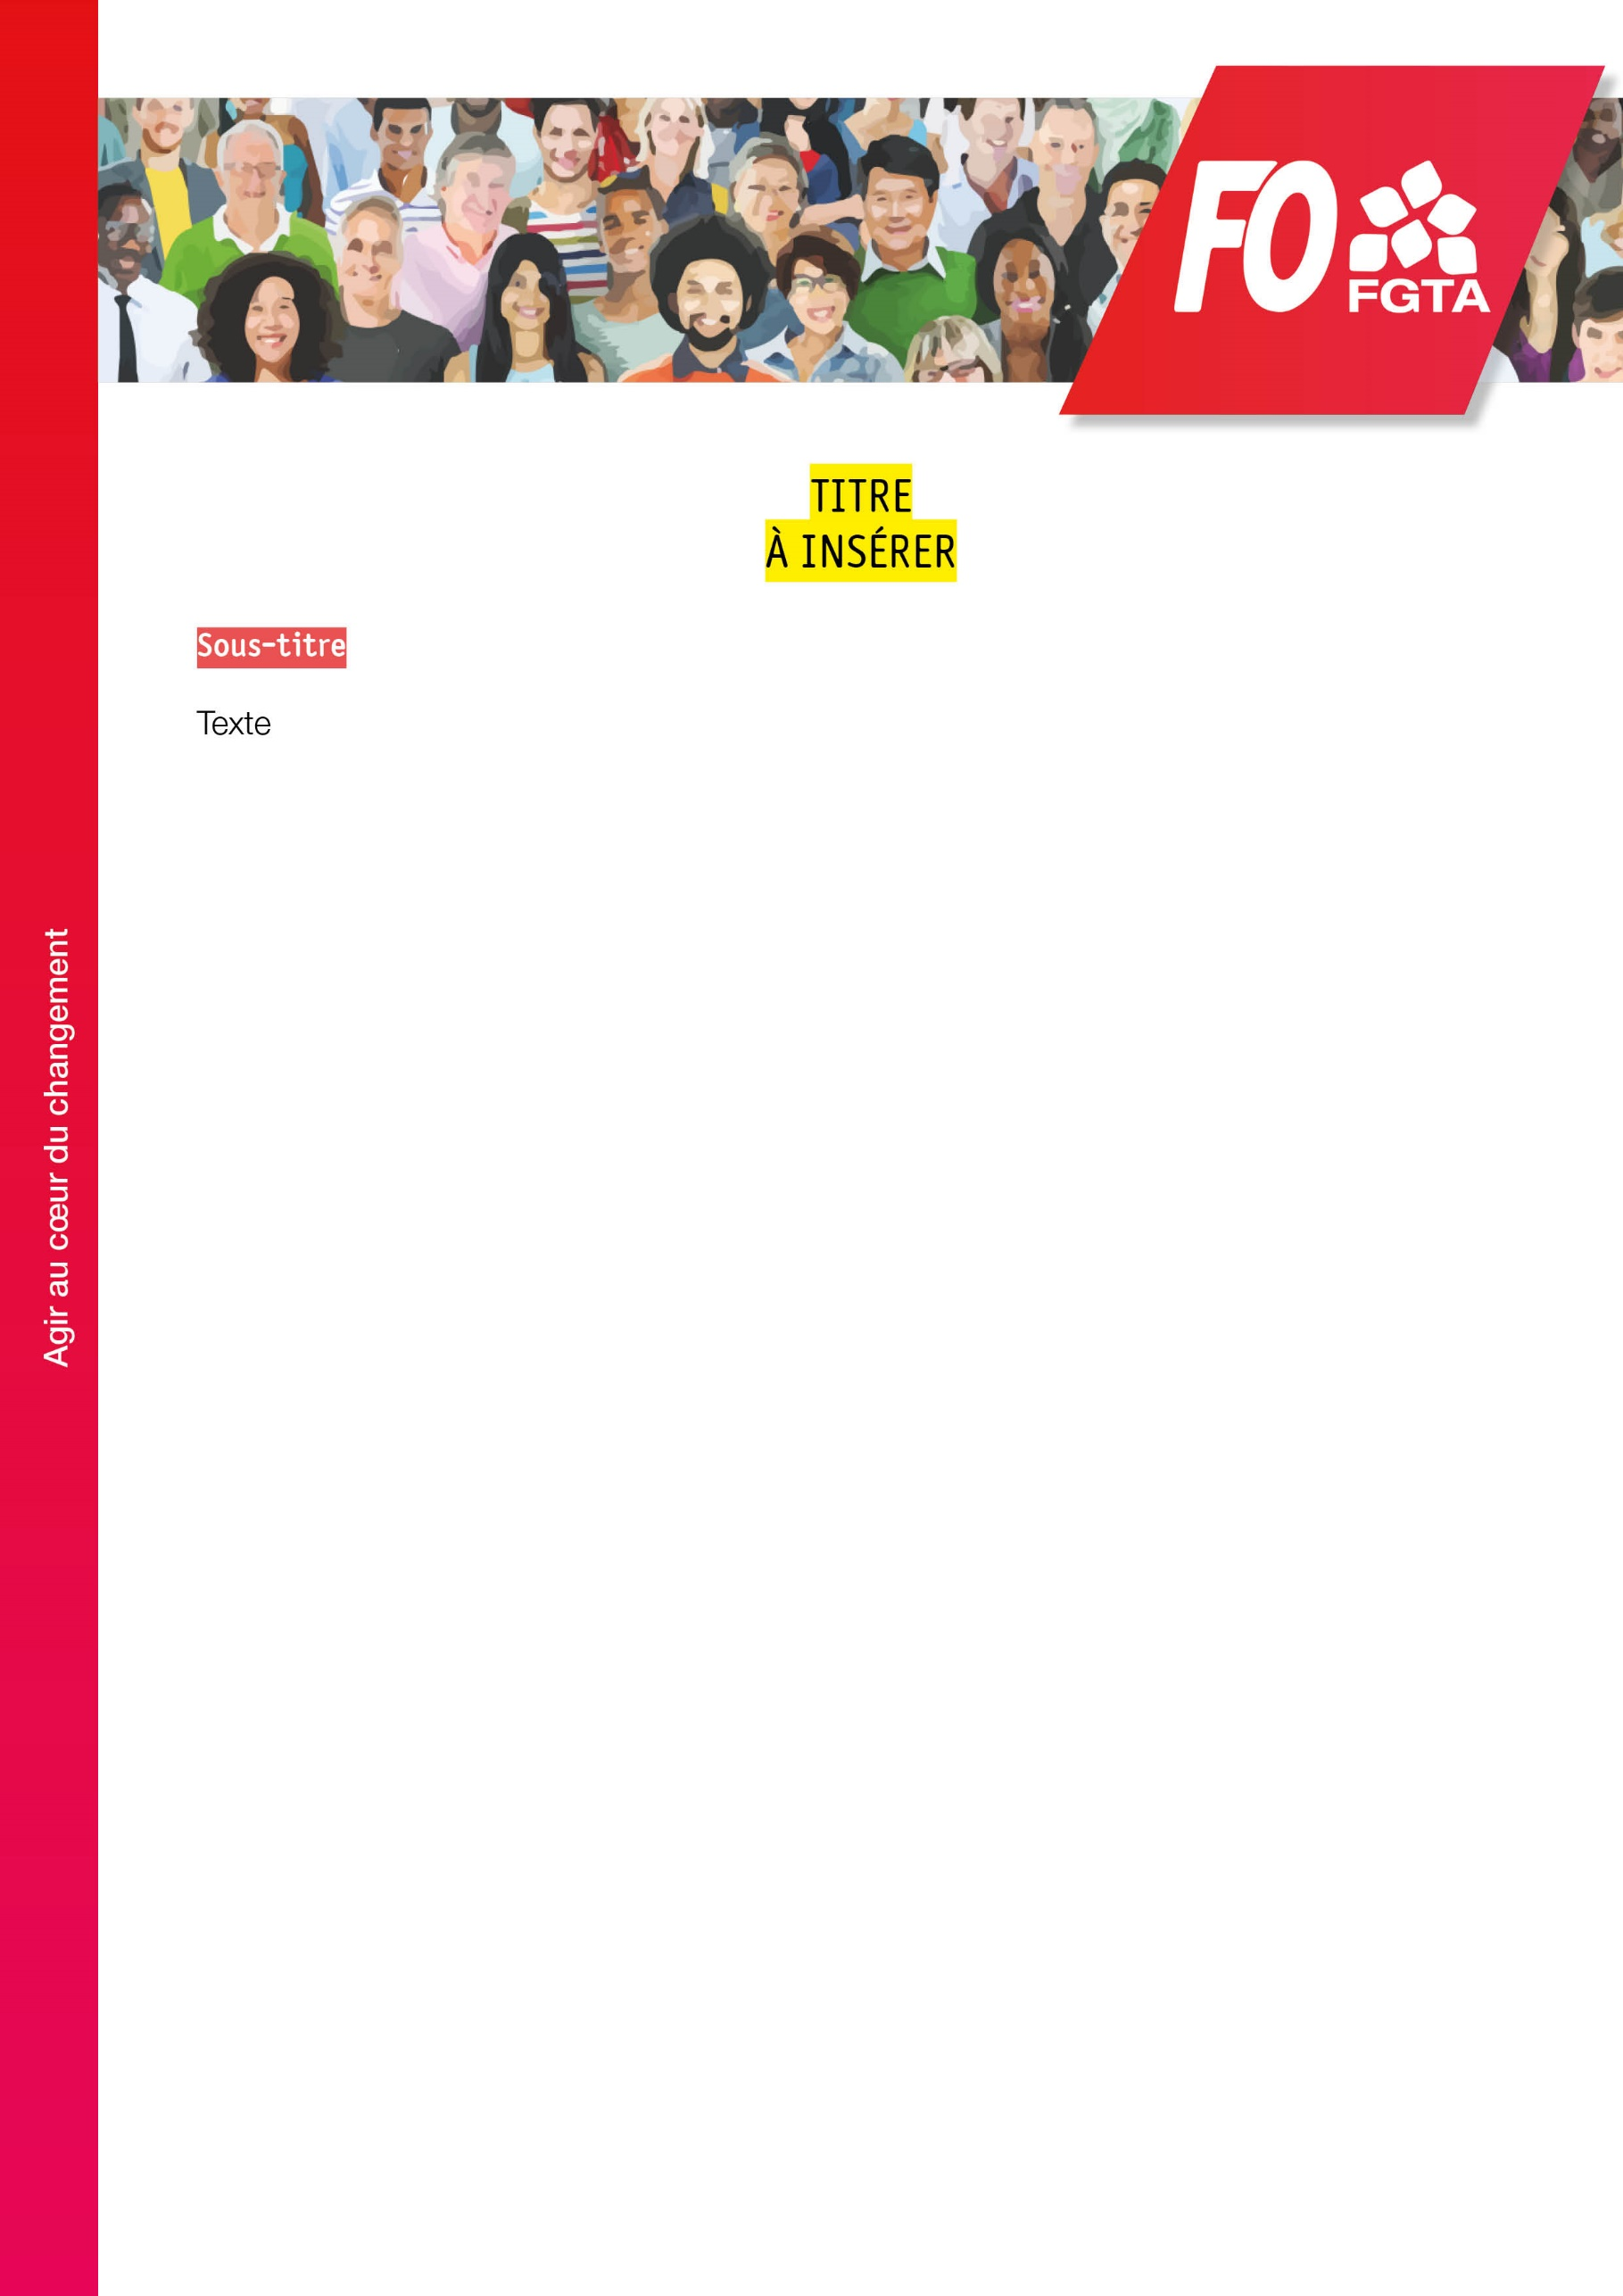 FO
FGTA
TITRE
À INSÉRER
Sous-titre
Texte
Agir au cœur du changement